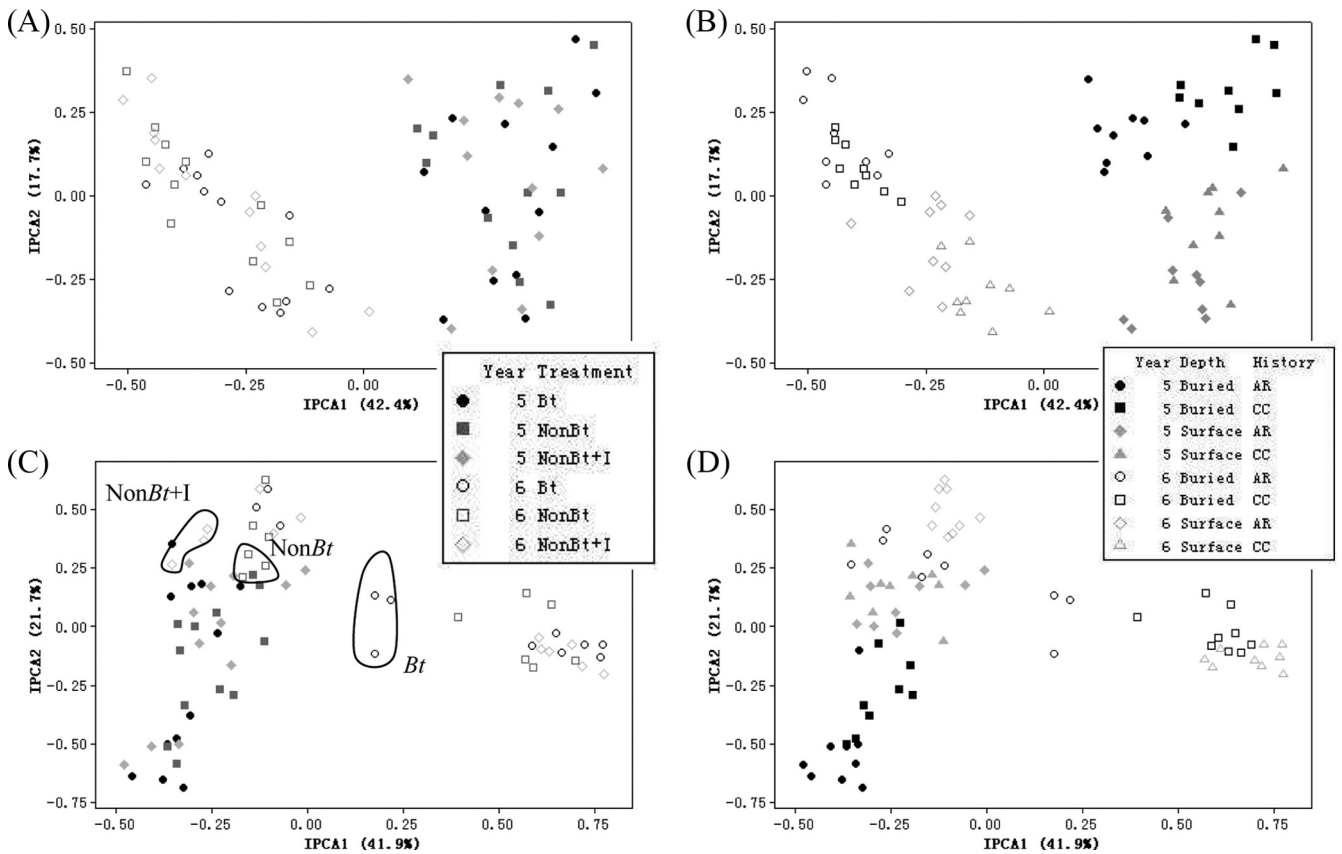 (A)
0.50
0.25
0.00
-0.25
-0.50
IPCA2 (17.7%)
-0.50 -0.25 0.00
IPCA1 (42.4%)
(B)
0.50
0.25
0.00
-0.25
-0.50
IPCA2 (17.7%)
-0.50 -0.25 0.00
IPCA1 (42.4%)
Year Treatment
5 Bt
5 NonBt
5 NonBt+I
6 Bt
6 NonBt
6 NonBt+I
Year Depth History
5 Buried AR
5 Buried CC
5 Surface AR
5 Surface CC
6 Buried AR
6 Buried CC
6 Surface AR
6 Surface CC
(C)
NonBt+I
NonBt
Bt
0.50
0.25
0.00
-0.25
-0.50
-0.75
IPCA2 (21.7%)
-0.50 -0.25 0.00 0.25 0.50 0.75
IPCA1 (41.9%)
(D)
0.50
0.25
0.00
-0.25
-0.50
-0.75
IPCA2 (21.7%)
-0.50 -0.25 0.00 0.25 0.50 0.75
IPCA1 (41.9%)